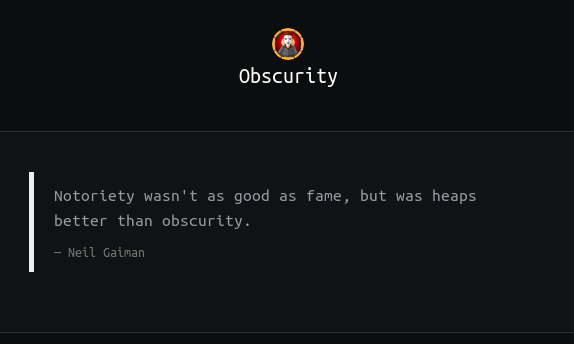 Obscurity
Notoriety wasn't as good as fame, but was heaps
better than obscurity.
— Neil Gaiman